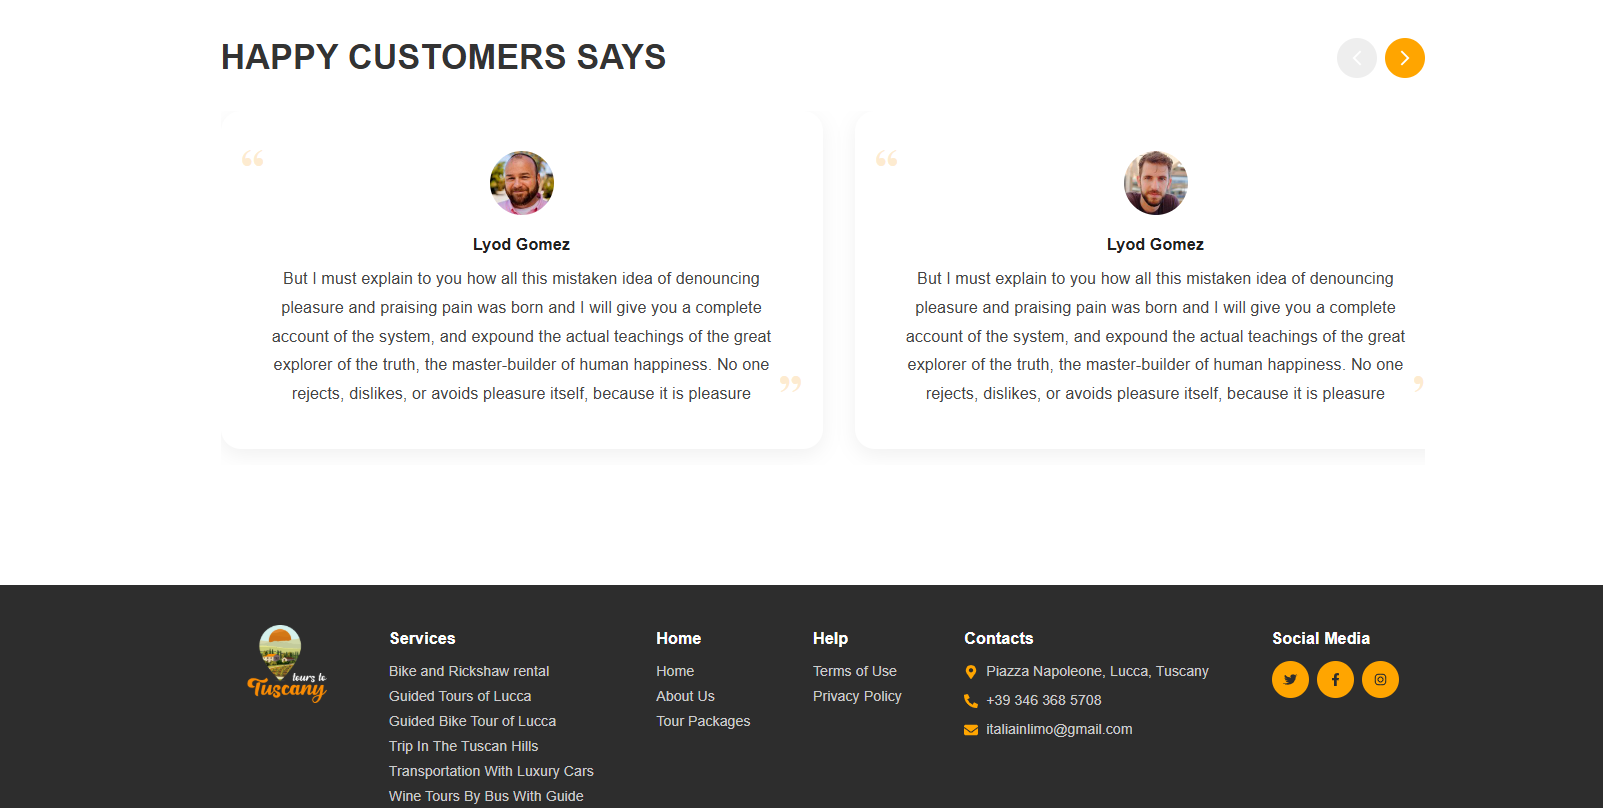 HAPPY CUSTOMERS SAYS
“
Lyod Gomez
But I must explain to you how all this mistaken idea of denouncing
pleasure and praising pain was born and I will give you a complete
account of the system, and expound the actual teachings of the great
explorer of the truth, the master-builder of human happiness. No one
rejects, dislikes, or avoids pleasure itself, because it is pleasure
”
“
Lyod Gomez
But I must explain to you how all this mistaken idea of denouncing
pleasure and praising pain was born and I will give you a complete
account of the system, and expound the actual teachings of the great
explorer of the truth, the master-builder of human happiness. No one
rejects, dislikes, or avoids pleasure itself, because it is pleasure
”
tours to
Tuscany
Services
Bike and Rickshaw rental
Guided Tours of Lucca
Guided Bike Tour of Lucca
Trip In The Tuscan Hills
Transportation With Luxury Cars
Wine Tours By Bus With Guide
Home
Home
About Us
Tour Packages
Help
Terms of Use
Privacy Policy
Contacts
Piazza Napoleone, Lucca, Tuscany
+39 346 368 5708
italiainlimo@gmail.com
Social Media